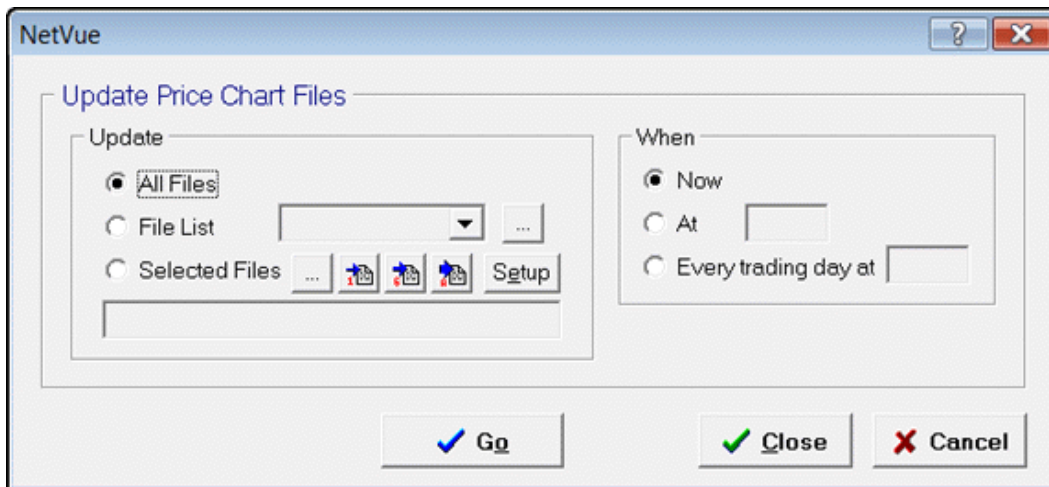 NetVue
Update Price Chart Files
Update
All Files
File List
...
Selected Files ... Setup
When
Now
At
Every trading day at
Go
Close
Cancel